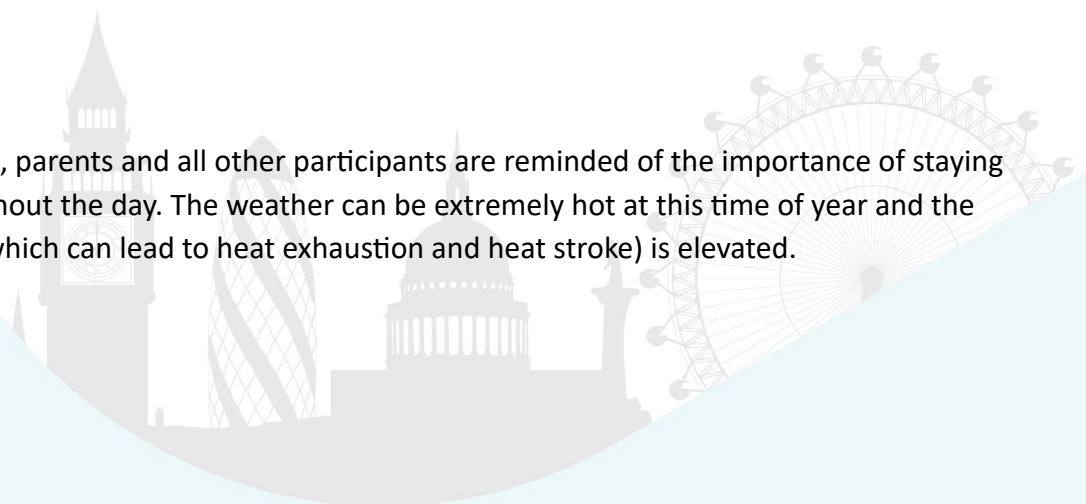 , parents and all other participants are reminded of the importance of staying
hout the day. The weather can be extremely hot at this time of year and the
which can lead to heat exhaustion and heat stroke) is elevated.